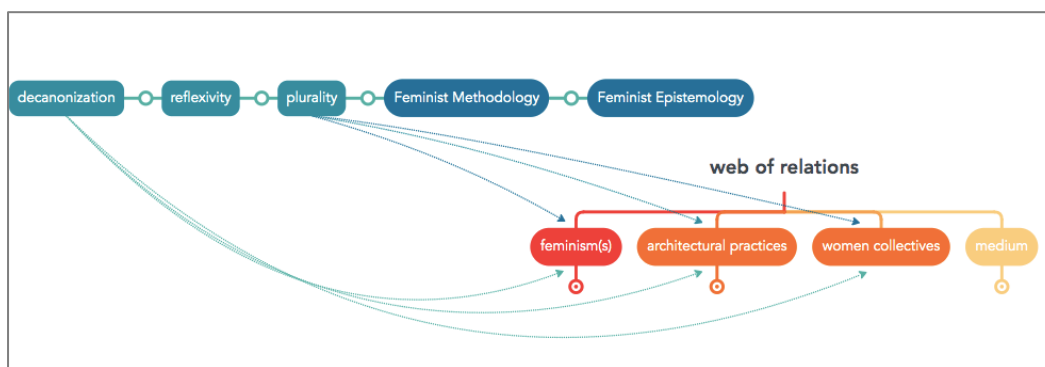 decanonization
reflexivity
plurality
Feminist Methodology
Feminist Epistemology
web of relations
feminism(s)
architectural practices
women collectives
medium